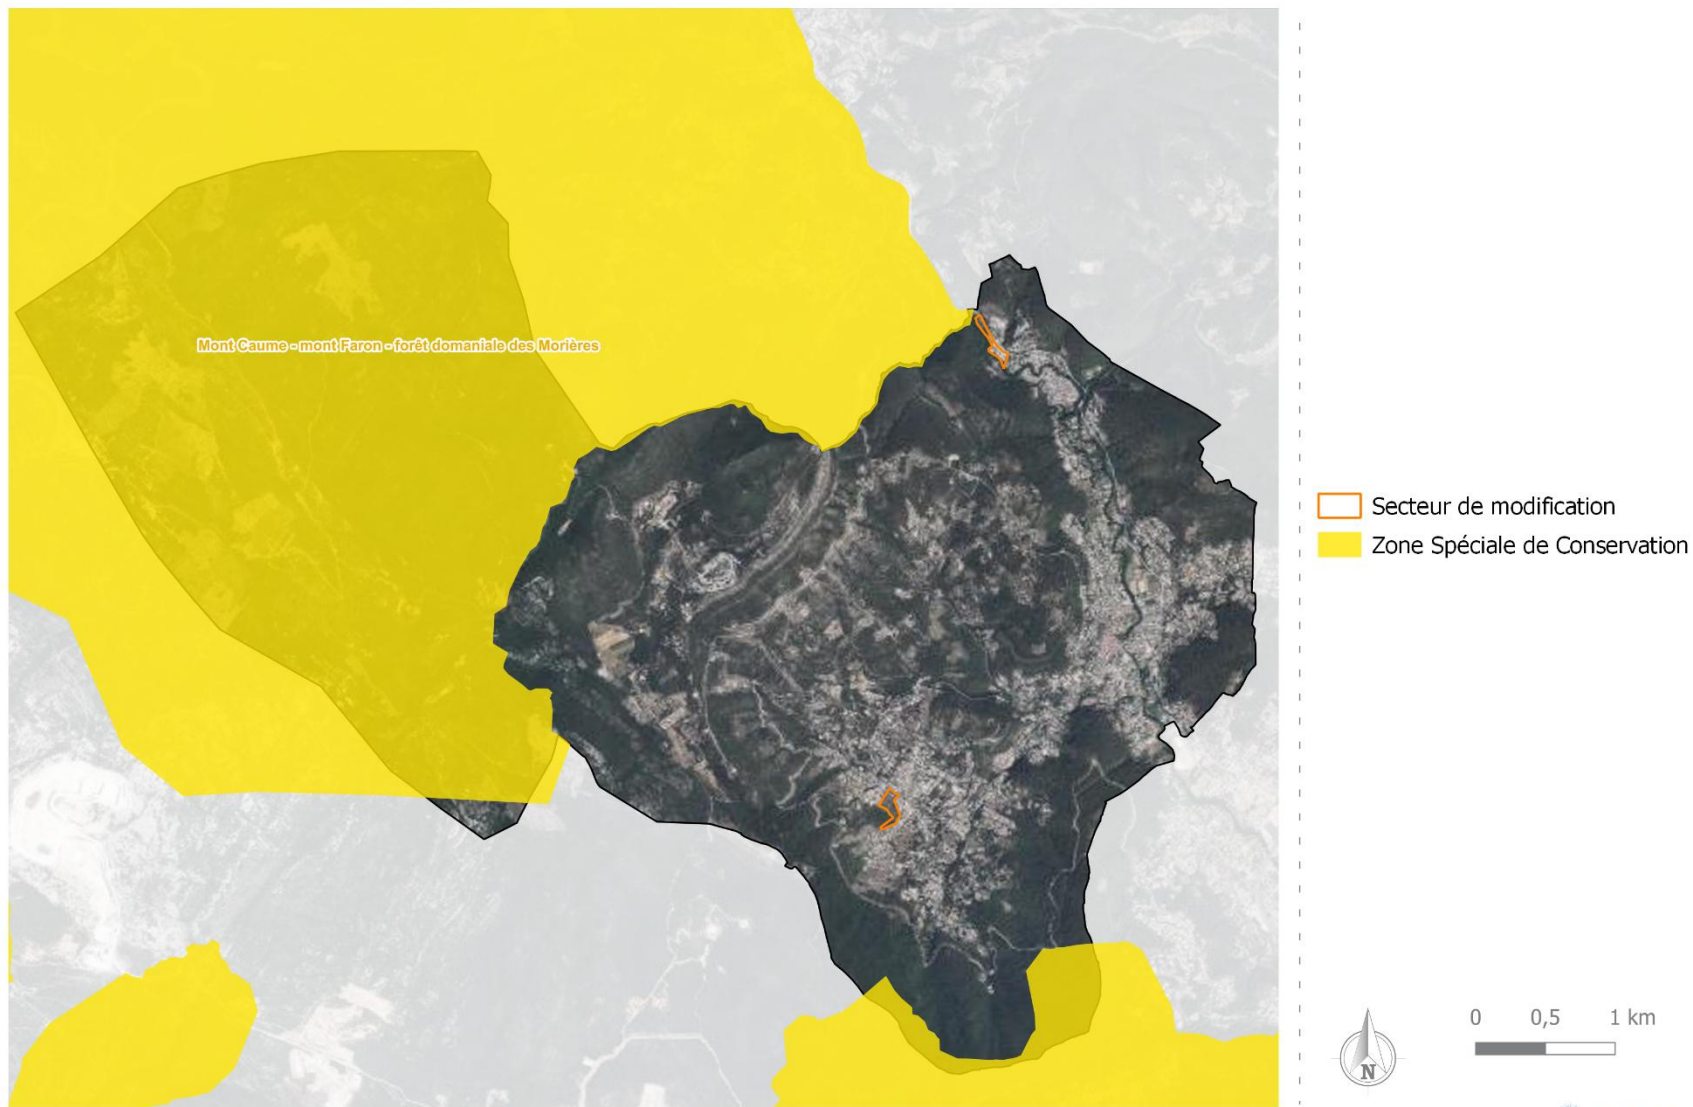 Mont Caume - mont Faron - forêt domaniale des Morières
Secteur de modification
Zone Spéciale de Conservation
0 0,5 1 km
N